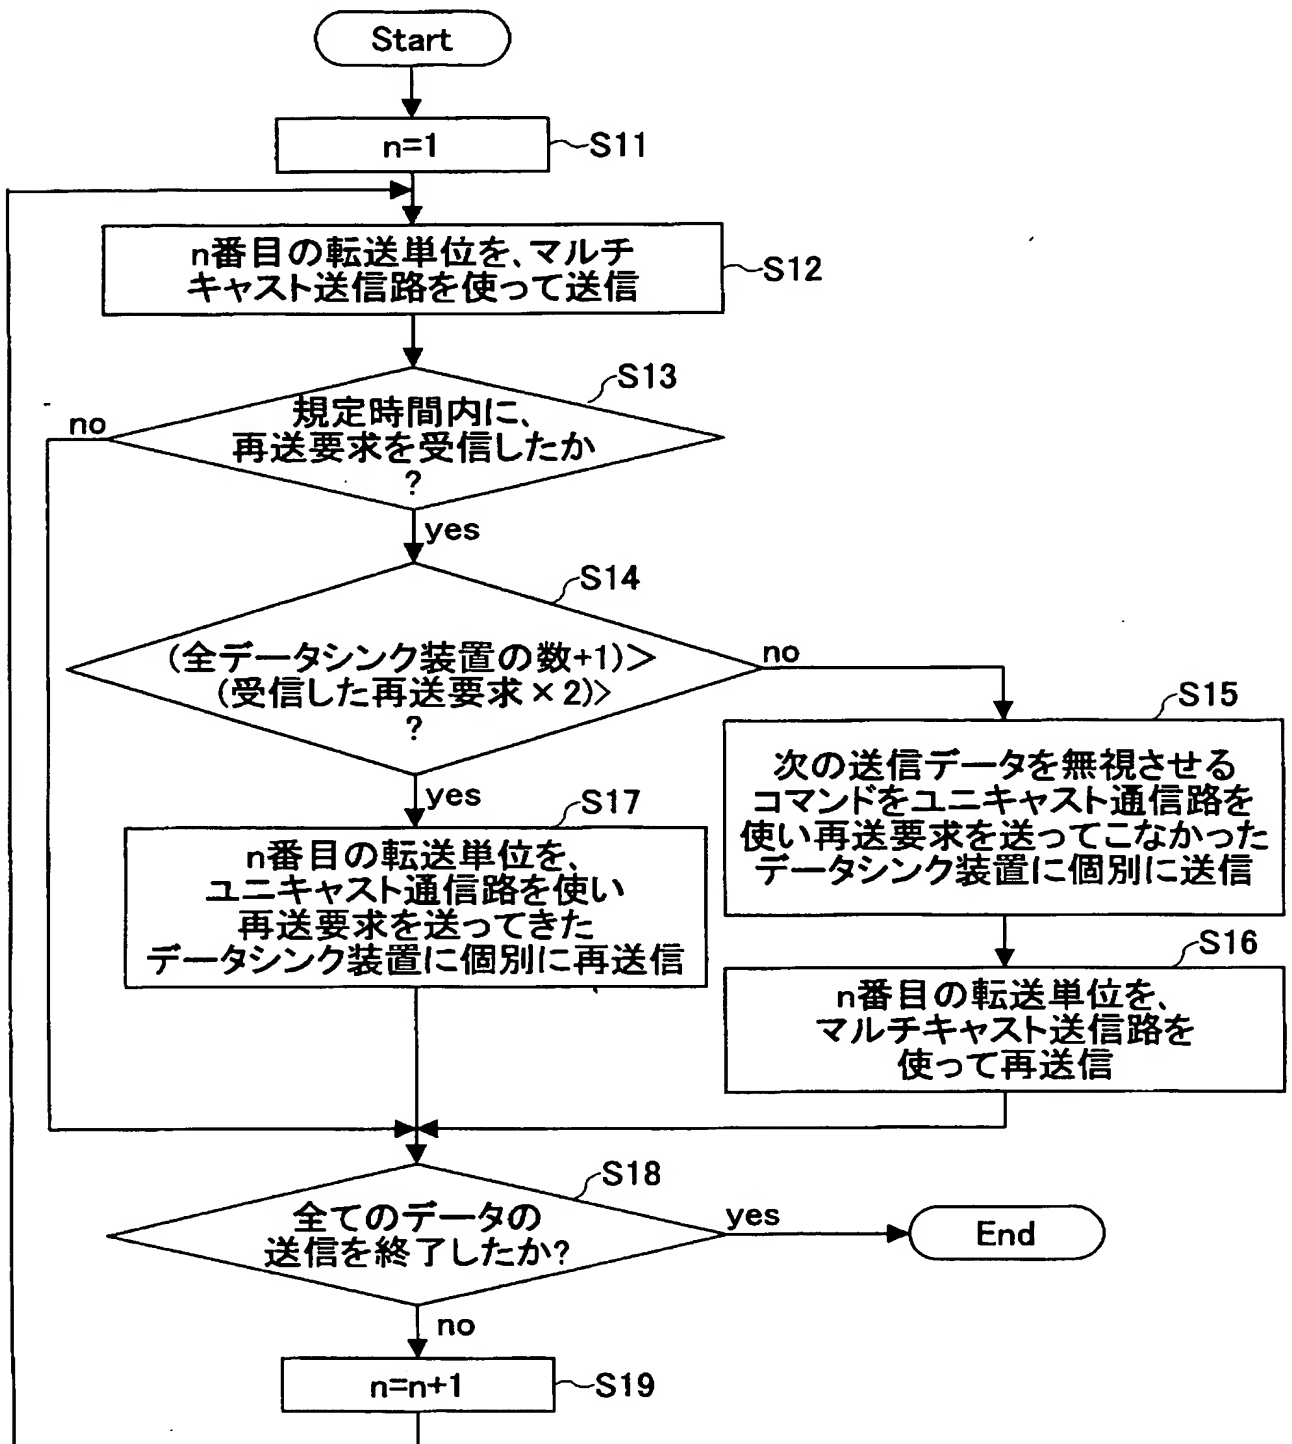 Start
n=1
S11
n番目の転送単位を、マルチ
キャスト送信路を使って送信
S12
S13
規定時間内に、
再送要求を受信したか
?
no
yes
S14
(全データシンク装置の数+1)>
(受信した再送要求×2)>
?
no
yes
S15
次の送信データを無視させる
コマンドをユニキャスト通信路を
使い再送要求を送ってこなかった
データシンク装置に個別に送信
S17
n番目の転送単位を、
ユニキャスト通信路を使い
再送要求を送ってきた
データシンク装置に個別に再送信
S16
n番目の転送単位を、
マルチキャスト送信路を
使って再送信
S18
全てのデータの
送信を終了したか?
yes
End
no
n=n+1
S19